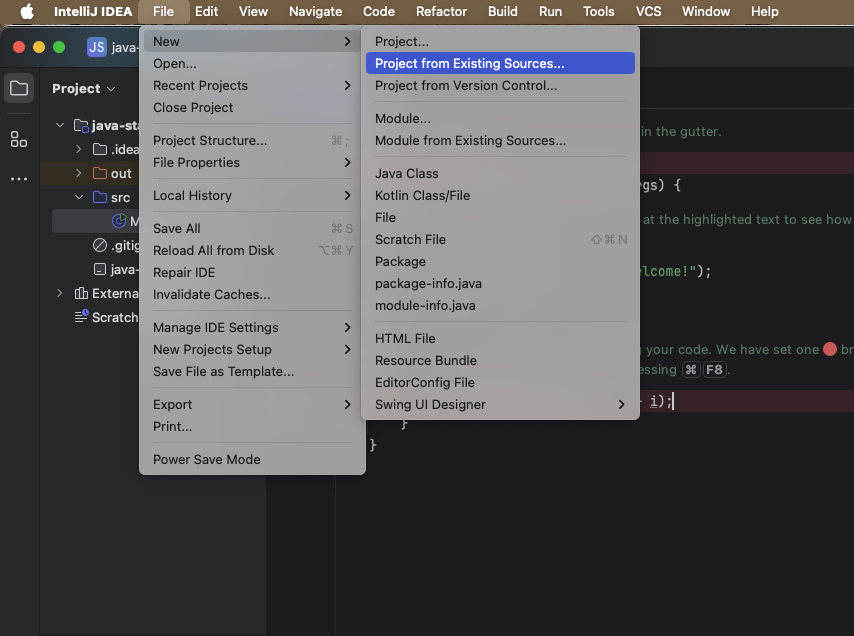 IntelliJ IDEA File Edit View Navigate Code Refactor Build Run Tools VCS Window Help
JS java-
Project
java-sta
.idea
out
src
M
.gitig
java-
Externa
Scratch
New
Open...
Recent Projects
Close Project
Project Structure... ⌘ ;
File Properties
Local History
Save All ⌘ S
Reload All from Disk ⌥ ⌘ Y
Repair IDE
Invalidate Caches...
Manage IDE Settings
New Projects Setup
Save File as Template...
Export
Print...
Power Save Mode
Project...
Project from Existing Sources...
Project from Version Control...
Module...
Module from Existing Sources...
Java Class
Kotlin Class/File
File
Scratch File ⇧ ⌘ N
Package
package-info.java
module-info.java
HTML File
Resource Bundle
EditorConfig File
Swing UI Designer
in the gutter.
gs) {
at the highlighted text to see how
lcome!");
your code. We have set one br
essing ⌘ F8.
i);
}
}